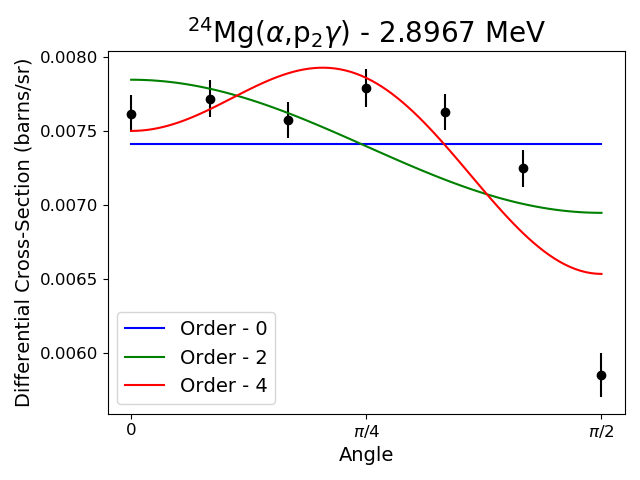 ²⁴Mg(α,p₂γ) - 2.8967 MeV
Differential Cross-Section (barns/sr)
0.0080
0.0075
0.0070
0.0065
0.0060
Order - 0
Order - 2
Order - 4
0
π/4
π/2
Angle